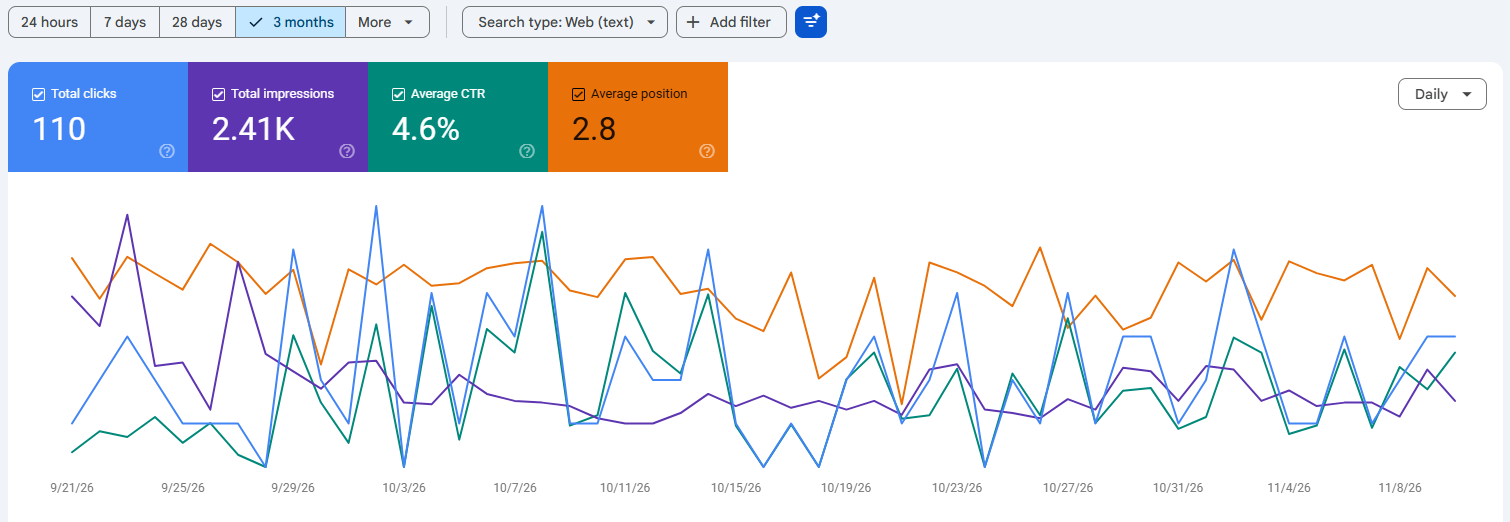 24 hours 7 days 28 days 3 months More Search type: Web (text) Add filter
Total clicks Total impressions Average CTR Average position Daily
110 2.41K 4.6% 2.8
9/21/26 9/25/26 9/29/26 10/3/26 10/7/26 10/11/26 10/15/26 10/19/26 10/23/26 10/27/26 10/31/26 11/4/26 11/8/26